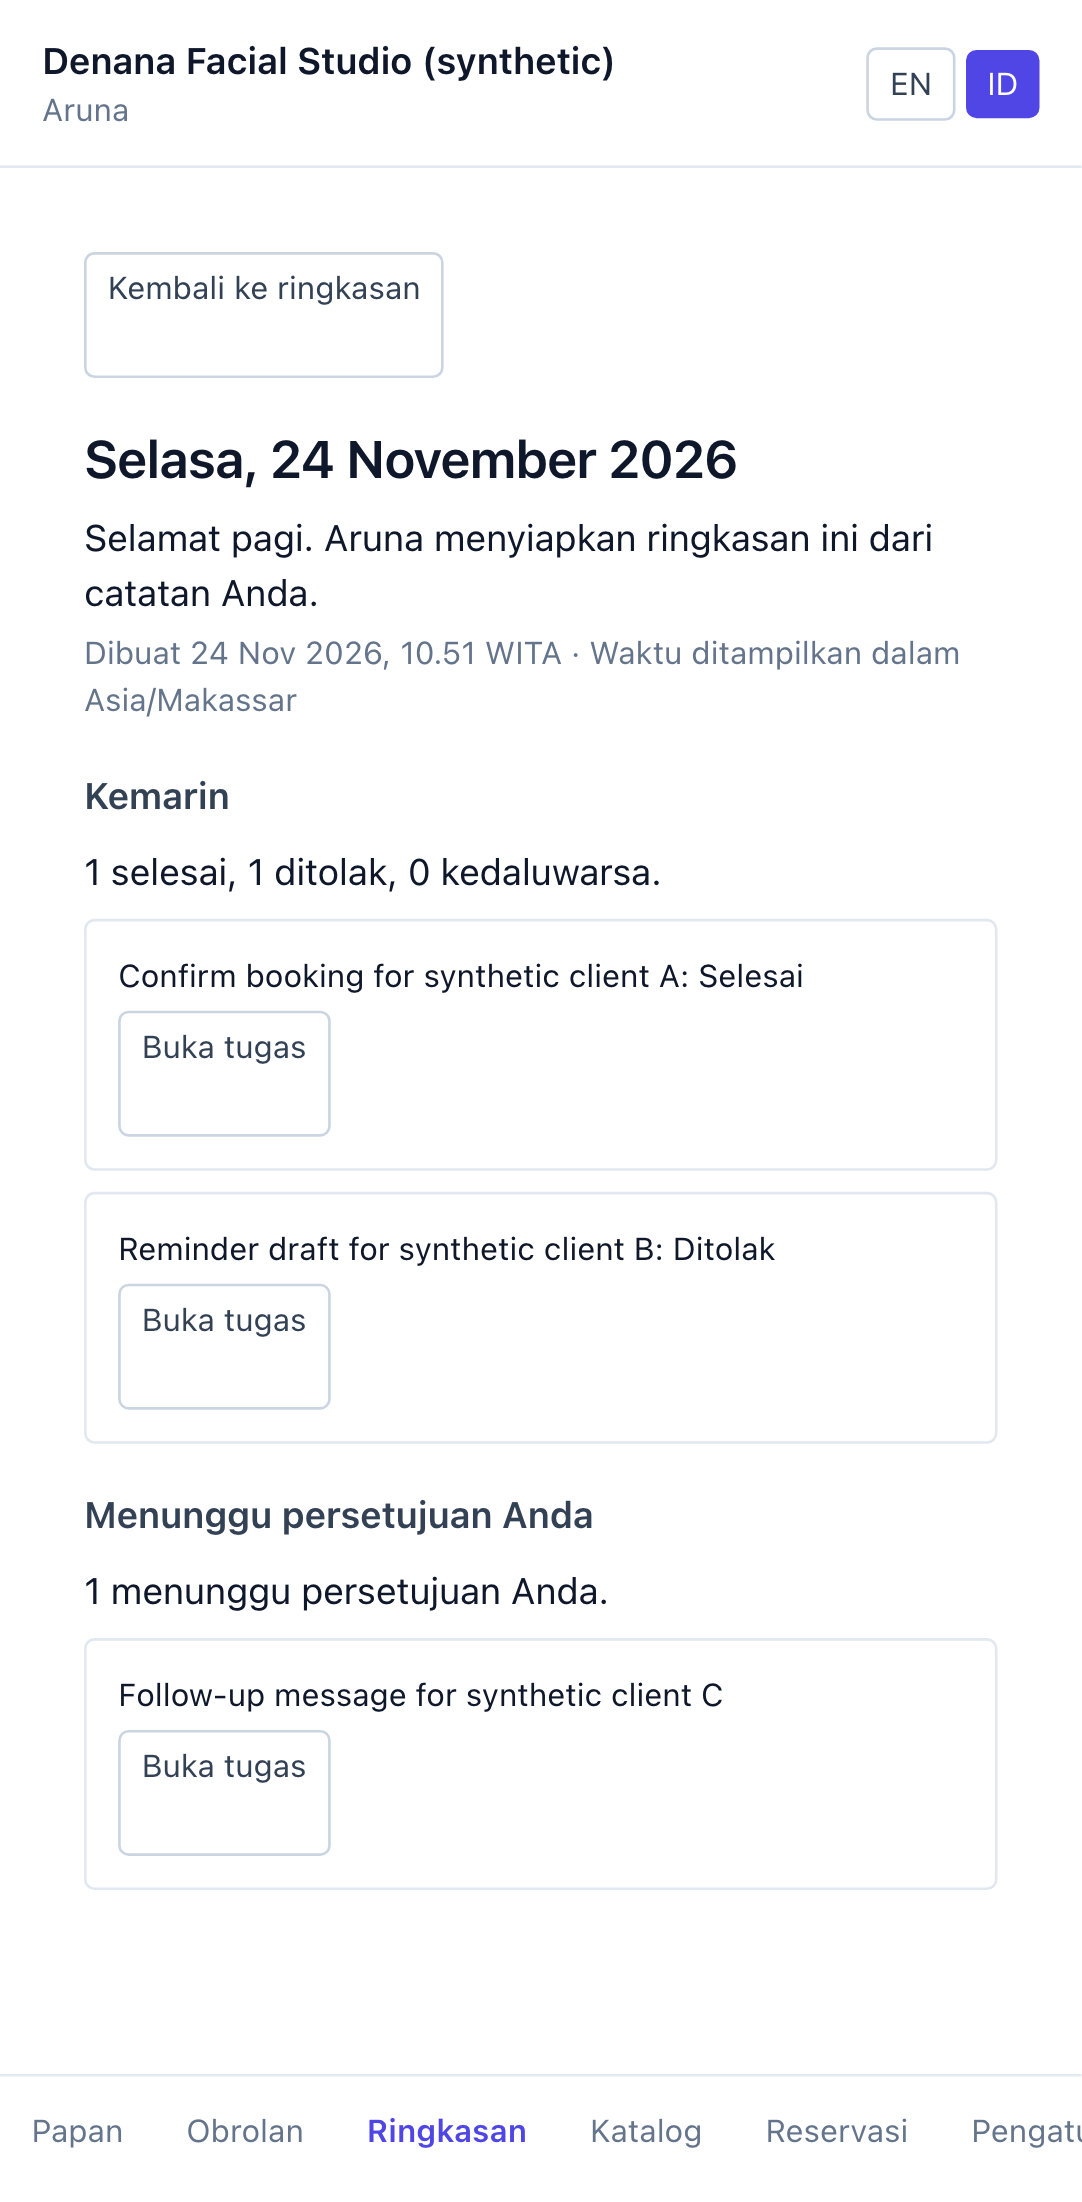 Denana Facial Studio (synthetic)
Aruna
EN
ID
Kembali ke ringkasan
Selasa, 24 November 2026
Selamat pagi. Aruna menyiapkan ringkasan ini dari
catatan Anda.
Dibuat 24 Nov 2026, 10.51 WITA · Waktu ditampilkan dalam
Asia/Makassar
Kemarin
1 selesai, 1 ditolak, 0 kedaluwarsa.
Confirm booking for synthetic client A: Selesai
Buka tugas
Reminder draft for synthetic client B: Ditolak
Buka tugas
Menunggu persetujuan Anda
1 menunggu persetujuan Anda.
Follow-up message for synthetic client C
Buka tugas
Papan
Obrolan
Ringkasan
Katalog
Reservasi